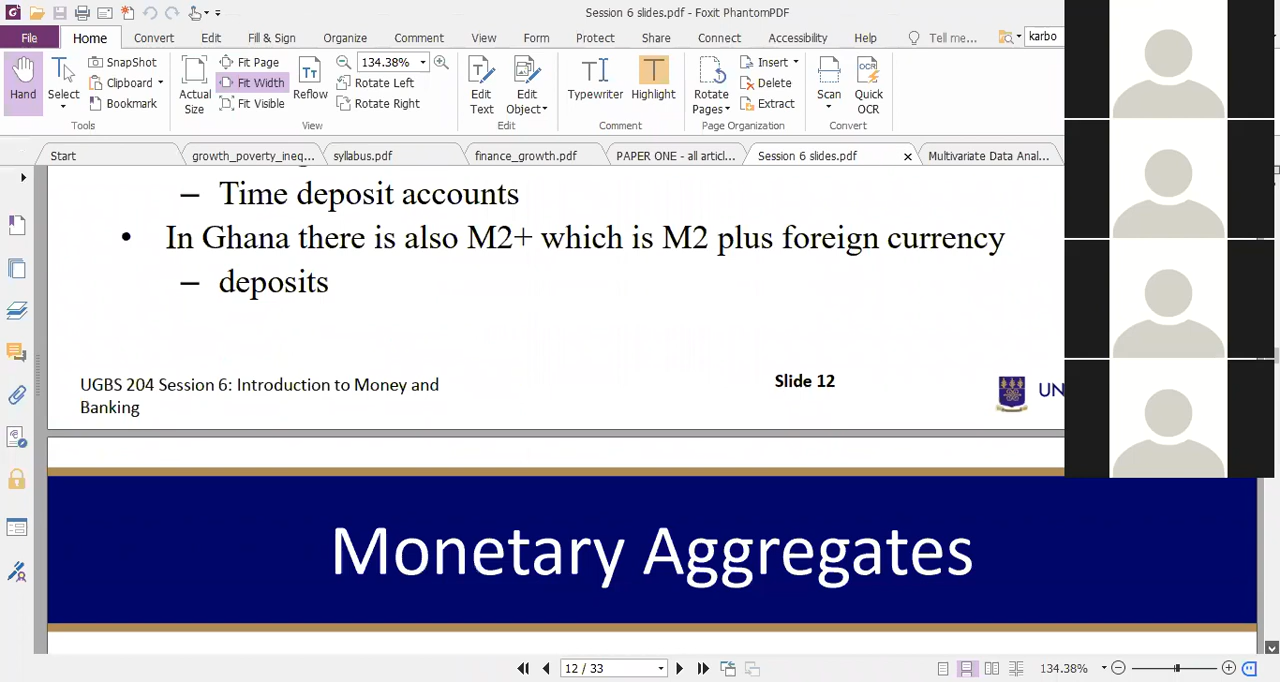 Session 6 slides.pdf - Foxit PhantomPDF
File Home Convert Edit Fill & Sign Organize Comment View Form Protect Share Connect Accessibility Help Tell me... karbo
Hand
Select
SnapShot
Clipboard
Bookmark
Tools
Actual Size
Fit Page
Fit Width
Fit Visible
Reflow
134.38%
Rotate Left
Rotate Right
View
Edit Text
Edit Object
Edit
Typewriter
Highlight
Comment
Rotate Pages
Insert
Delete
Extract
Page Organization
Scan
Quick OCR
Convert
Start growth_poverty_ineq... syllabus.pdf finance_growth.pdf PAPER ONE - all articl... Session 6 slides.pdf Multivariate Data Anal...
– Time deposit accounts
• In Ghana there is also M2+ which is M2 plus foreign currency
– deposits
UGBS 204 Session 6: Introduction to Money and
Banking
Slide 12
UN
Monetary Aggregates
12 / 33
134.38%